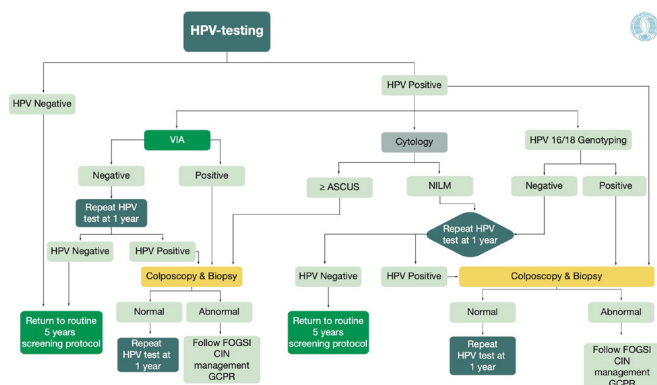 HPV-testing
HPV Negative
HPV Positive
VIA
Cytology
HPV 16/18 Genotyping
Negative
Positive
≥ ASCUS
NILM
Negative
Positive
Repeat HPV
test at 1 year
Repeat HPV
test at 1 year
HPV Negative
HPV Positive
HPV Negative
HPV Positive
Colposcopy & Biopsy
Colposcopy & Biopsy
Normal
Abnormal
Normal
Abnormal
Return to routine
5 years
screening protocol
Repeat
HPV test at
1 year
Follow FOGSI
CIN
management
GCPR
Return to routine
5 years
screening protocol
Repeat
HPV test at
1 year
Follow FOGSI
CIN
management
GCPR